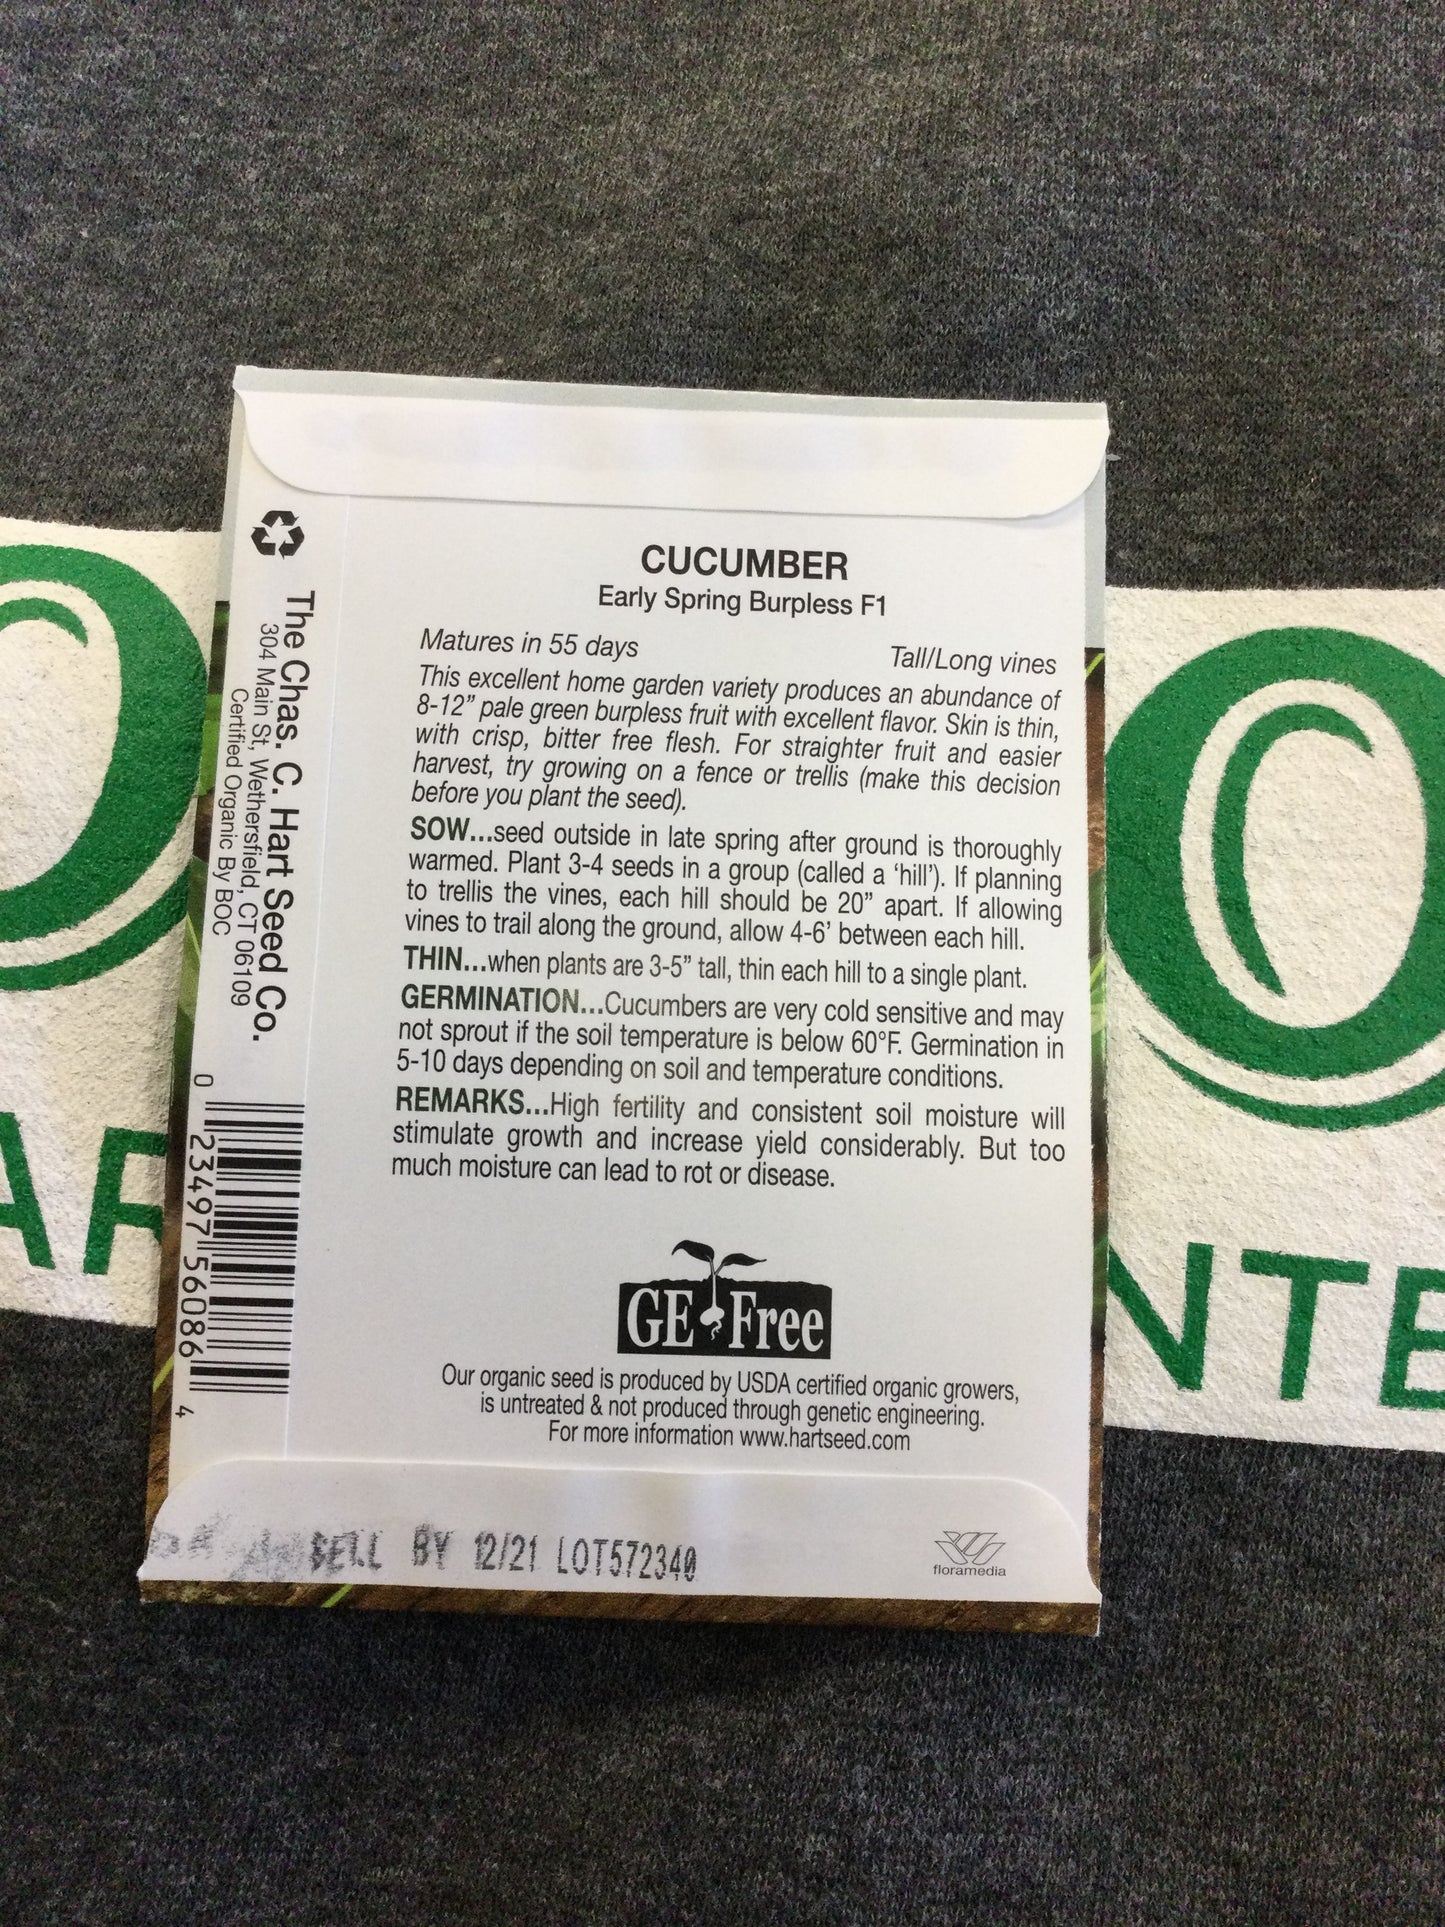 CUCUMBER
Early Spring Burpless F1
Matures in 55 days
Tall/Long vines
This excellent home garden variety produces an abundance of
8-12” pale green burpless fruit with excellent flavor. Skin is thin,
with crisp, bitter free flesh. For straighter fruit and easier
harvest, try growing on a fence or trellis (make this decision
before you plant the seed).
SOW...seed outside in late spring after ground is thoroughly
warmed. Plant 3-4 seeds in a group (called a ‘hill’). If planning
to trellis the vines, each hill should be 20” apart. If allowing
vines to trail along the ground, allow 4-6’ between each hill.
THIN...when plants are 3-5” tall, thin each hill to a single plant.
GERMINATION...Cucumbers are very cold sensitive and may
not sprout if the soil temperature is below 60°F. Germination in
5-10 days depending on soil and temperature conditions.
REMARKS...High fertility and consistent soil moisture will
stimulate growth and increase yield considerably. But too
much moisture can lead to rot or disease.
GE Free
Our organic seed is produced by USDA certified organic growers,
is untreated & not produced through genetic engineering.
For more information www.hartseed.com
SELL BY 12/21 LOT572340
floramedia
The Chas. C. Hart Seed Co.
304 Main St, Wethersfield, CT 06109
Certified Organic By BOC
0 23497 56086 4
O
AR
O
NTE